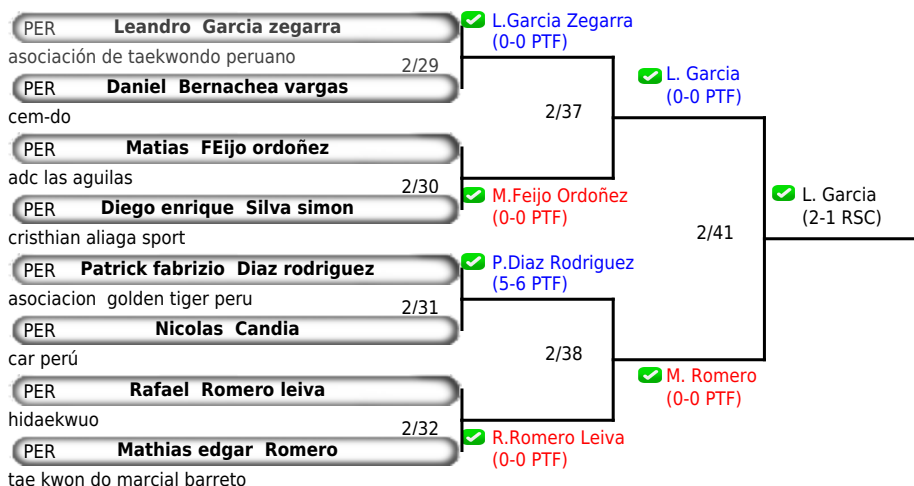 PER Leandro Garcia zegarra
asociación de taekwondo peruano
2/29
PER Daniel Bernachea vargas
cem-do
PER Matias FEijo ordoñez
adc las aguilas
2/30
PER Diego enrique Silva simon
cristhian aliaga sport
PER Patrick fabrizio Diaz rodriguez
asociacion golden tiger peru
2/31
PER Nicolas Candia
car perú
PER Rafael Romero leiva
hidaekwuo
2/32
PER Mathias edgar Romero
tae kwon do marcial barreto
L.Garcia Zegarra
(0-0 PTF)
2/37
M.Feijo Ordoñez
(0-0 PTF)
P.Diaz Rodriguez
(5-6 PTF)
2/38
R.Romero Leiva
(0-0 PTF)
L. Garcia
(0-0 PTF)
2/41
M. Romero
(0-0 PTF)
L. Garcia
(2-1 RSC)